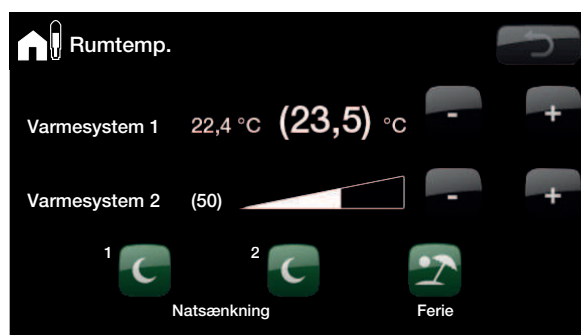 Rumtemp.
Varmesystem 1 22,4 °C (23,5) °C - +
Varmesystem 2 (50) - +
1 2
Natsænkning Ferie